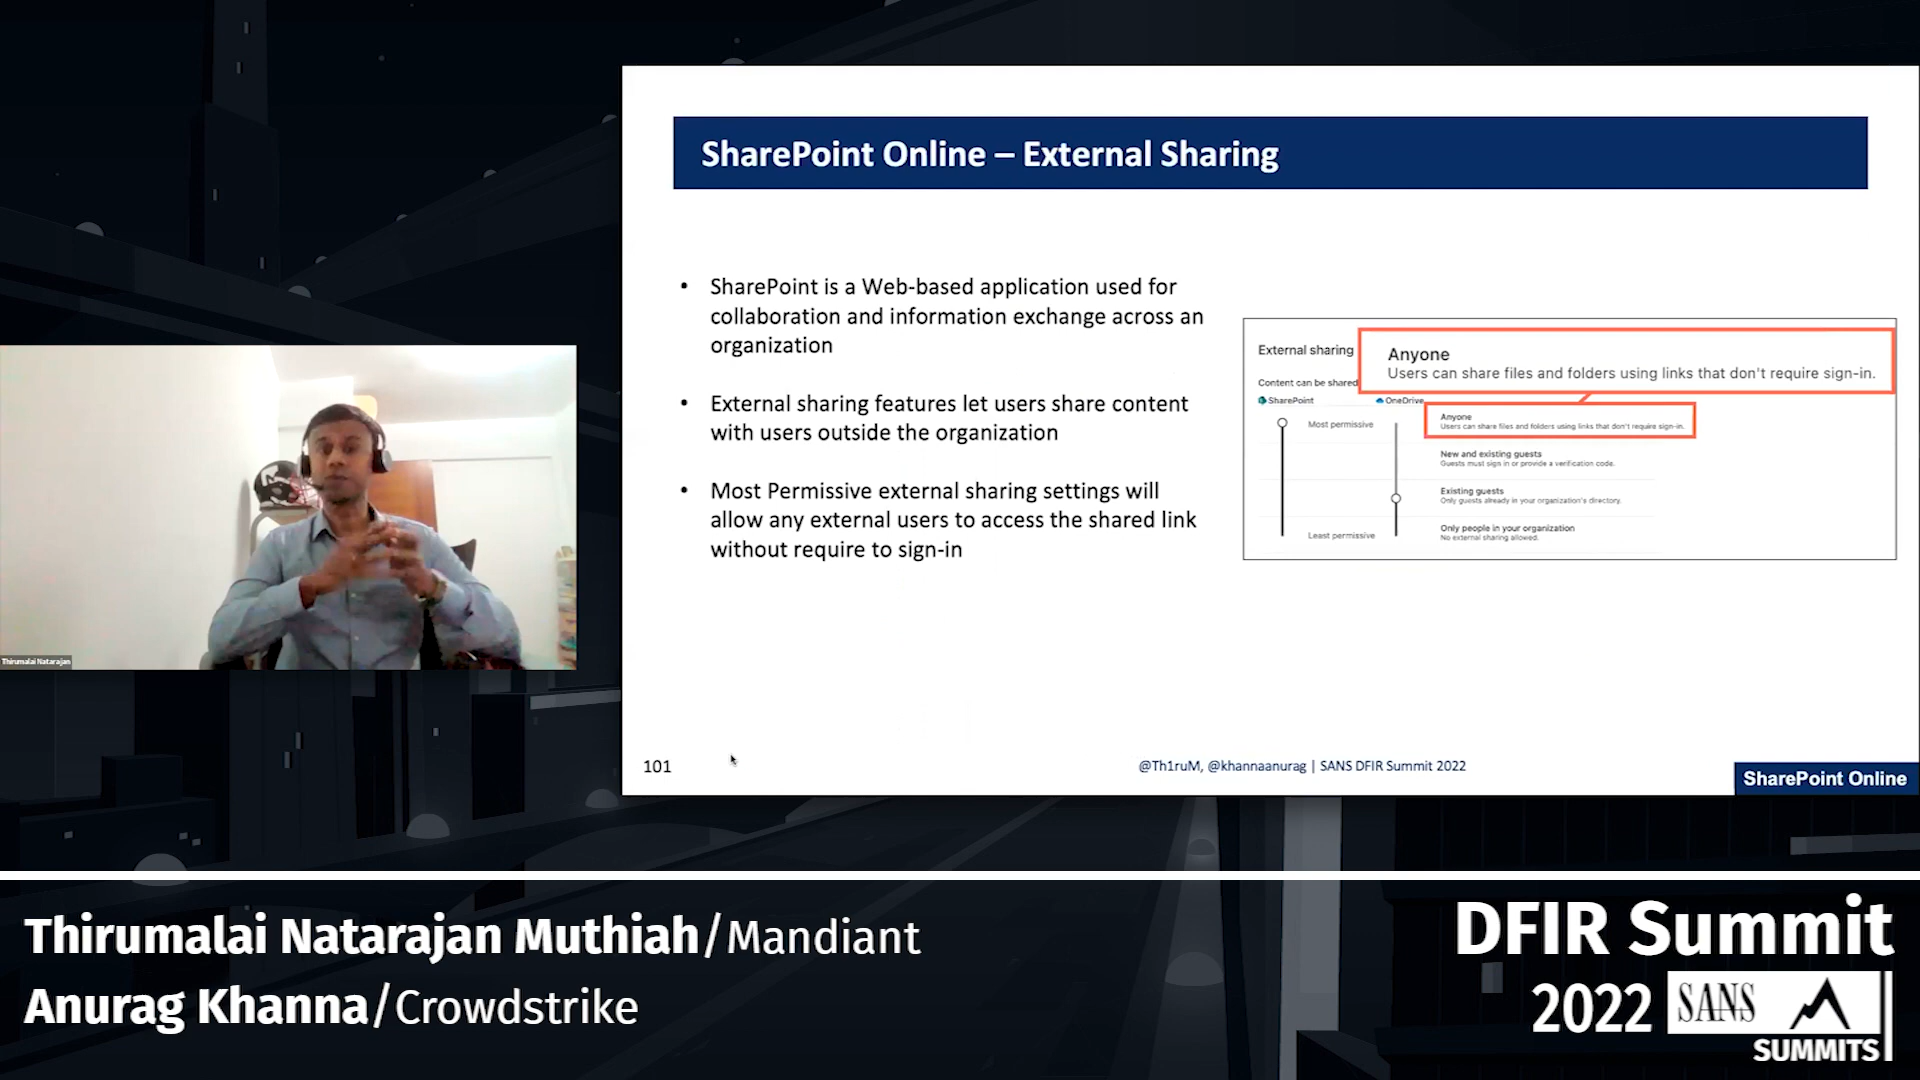 SharePoint Online – External Sharing
• SharePoint is a Web-based application used for
collaboration and information exchange across an
organization
• External sharing features let users share content
with users outside the organization
• Most Permissive external sharing settings will
allow any external users to access the shared link
without require to sign-in
External sharing
Anyone
Users can share files and folders using links that don't require sign-in.
Content can be shared
SharePoint
OneDrive
Most permissive
Anyone
Users can share files and folders using links that don't require sign-in.
New and existing guests
Guests must sign in or provide a verification code.
Existing guests
Only guests already in your organization's directory.
Only people in your organization
No external sharing allowed.
Least permissive
Thirumalai Natarajan
101
@Th1ruM, @khannaanurag | SANS DFIR Summit 2022
SharePoint Online
Thirumalai Natarajan Muthiah/Mandiant
Anurag Khanna/Crowdstrike
DFIR Summit
2022 SANS
SUMMITS